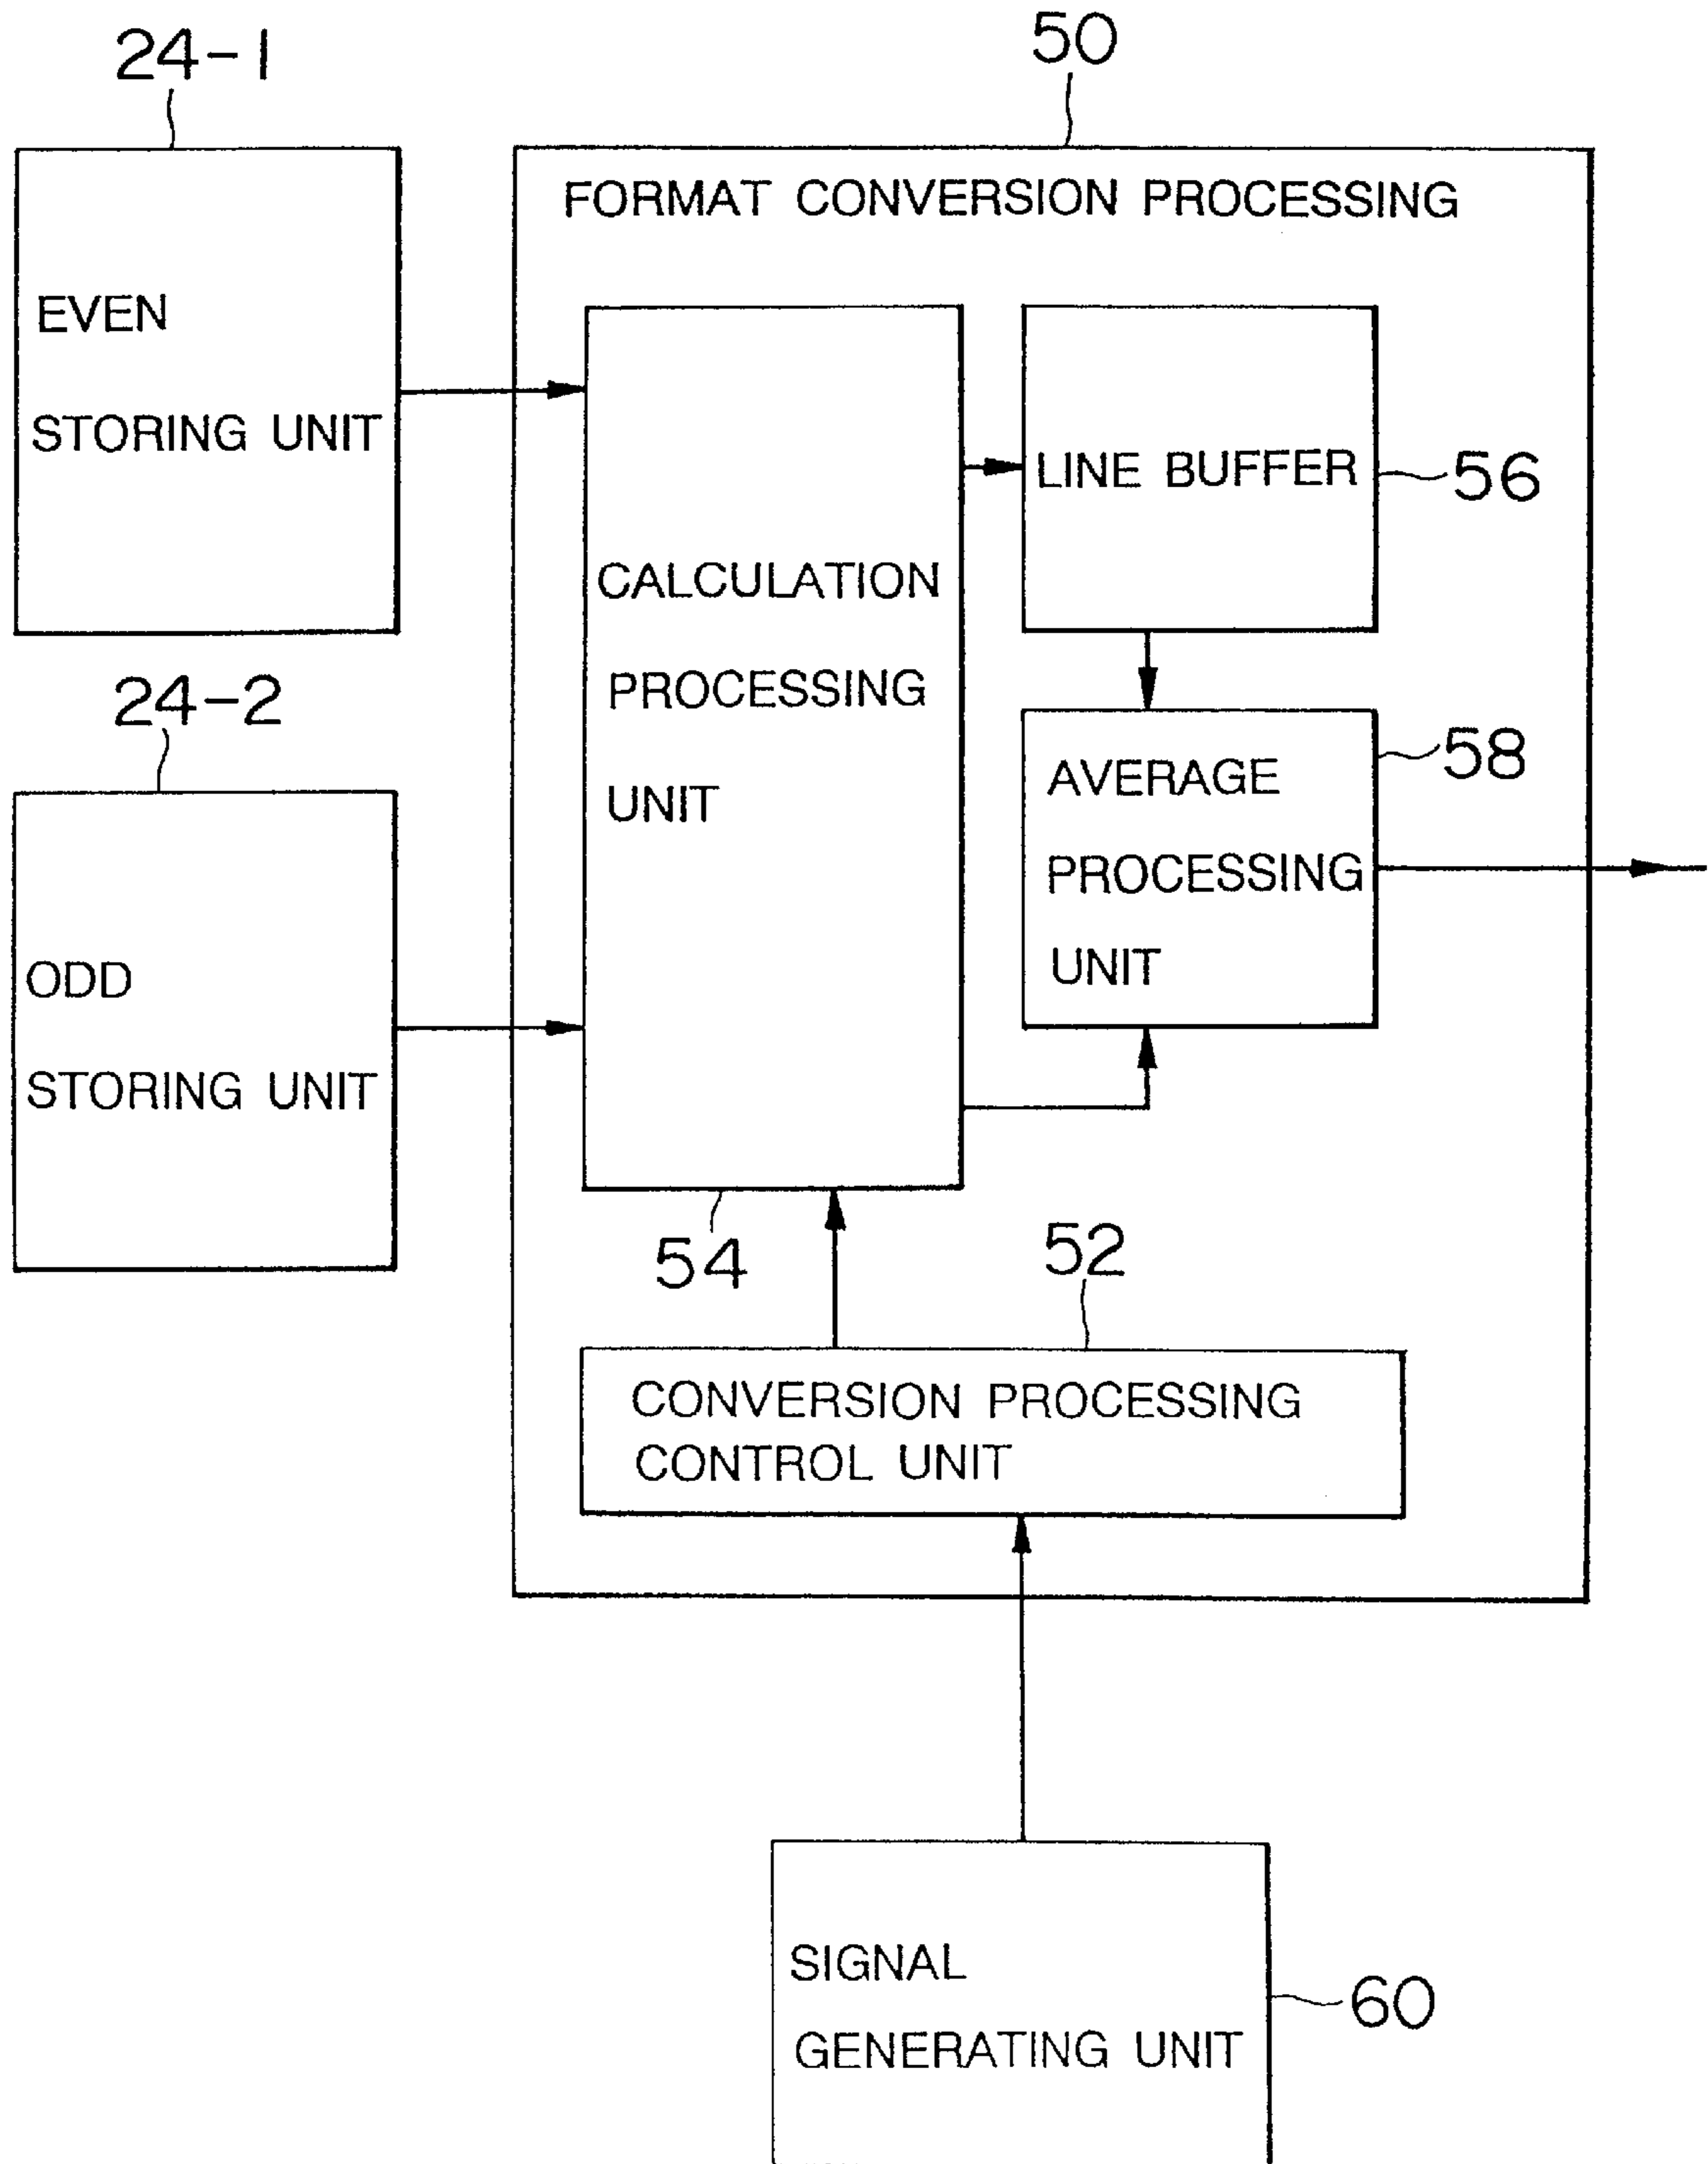 24-1
50
FORMAT CONVERSION PROCESSING
EVEN
STORING UNIT
LINE BUFFER
56
CALCULATION
PROCESSING
UNIT
24-2
58
AVERAGE
PROCESSING
UNIT
ODD
STORING UNIT
54
52
CONVERSION PROCESSING
CONTROL UNIT
SIGNAL
GENERATING UNIT
60